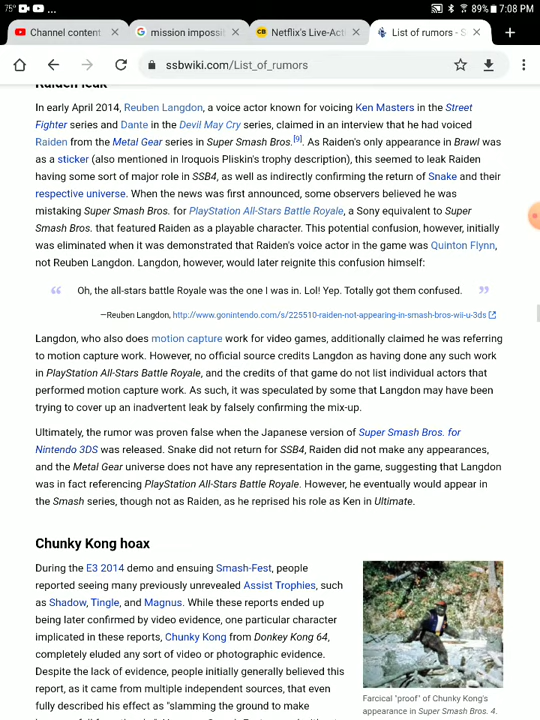 75°
89% 7:08 PM
Channel content
mission impossi
Netflix's Live-Acti
List of rumors - S
ssbwiki.com/List_of_rumors
Raiden leak
In early April 2014, Reuben Langdon, a voice actor known for voicing Ken Masters in the Street
Fighter series and Dante in the Devil May Cry series, claimed in an interview that he had voiced
Raiden from the Metal Gear series in Super Smash Bros.[9]. As Raiden's only appearance in Brawl was
as a sticker (also mentioned in Iroquois Pliskin's trophy description), this seemed to leak Raiden
having some sort of major role in SSB4, as well as indirectly confirming the return of Snake and their
respective universe. When the news was first announced, some observers believed he was
mistaking Super Smash Bros. for PlayStation All-Stars Battle Royale, a Sony equivalent to Super
Smash Bros. that featured Raiden as a playable character. This potential confusion, however, initially
was eliminated when it was demonstrated that Raiden's voice actor in the game was Quinton Flynn,
not Reuben Langdon. Langdon, however, would later reignite this confusion himself:
“ Oh, the all-stars battle Royale was the one I was in. Lol! Yep. Totally got them confused. ”
—Reuben Langdon, http://www.gonintendo.com/s/225510-raiden-not-appearing-in-smash-bros-wii-u-3ds
Langdon, who also does motion capture work for video games, additionally claimed he was referring
to motion capture work. However, no official source credits Langdon as having done any such work
in PlayStation All-Stars Battle Royale, and the credits of that game do not list individual actors that
performed motion capture work. As such, it was speculated by some that Langdon may have been
trying to cover up an inadvertent leak by falsely confirming the mix-up.
Ultimately, the rumor was proven false when the Japanese version of Super Smash Bros. for
Nintendo 3DS was released. Snake did not return for SSB4, Raiden did not make any appearances,
and the Metal Gear universe does not have any representation in the game, suggesting that Langdon
was in fact referencing PlayStation All-Stars Battle Royale. However, he eventually would appear in
the Smash series, though not as Raiden, as he reprised his role as Ken in Ultimate.
Chunky Kong hoax
During the E3 2014 demo and ensuing Smash-Fest, people
reported seeing many previously unrevealed Assist Trophies, such
as Shadow, Tingle, and Magnus. While these reports ended up
being later confirmed by video evidence, one particular character
implicated in these reports, Chunky Kong from Donkey Kong 64,
completely eluded any sort of video or photographic evidence.
Despite the lack of evidence, people initially generally believed this
report, as it came from multiple independent sources, that even
fully described his effect as "slamming the ground to make
Farcical "proof" of Chunky Kong's
appearance in Super Smash Bros. 4.